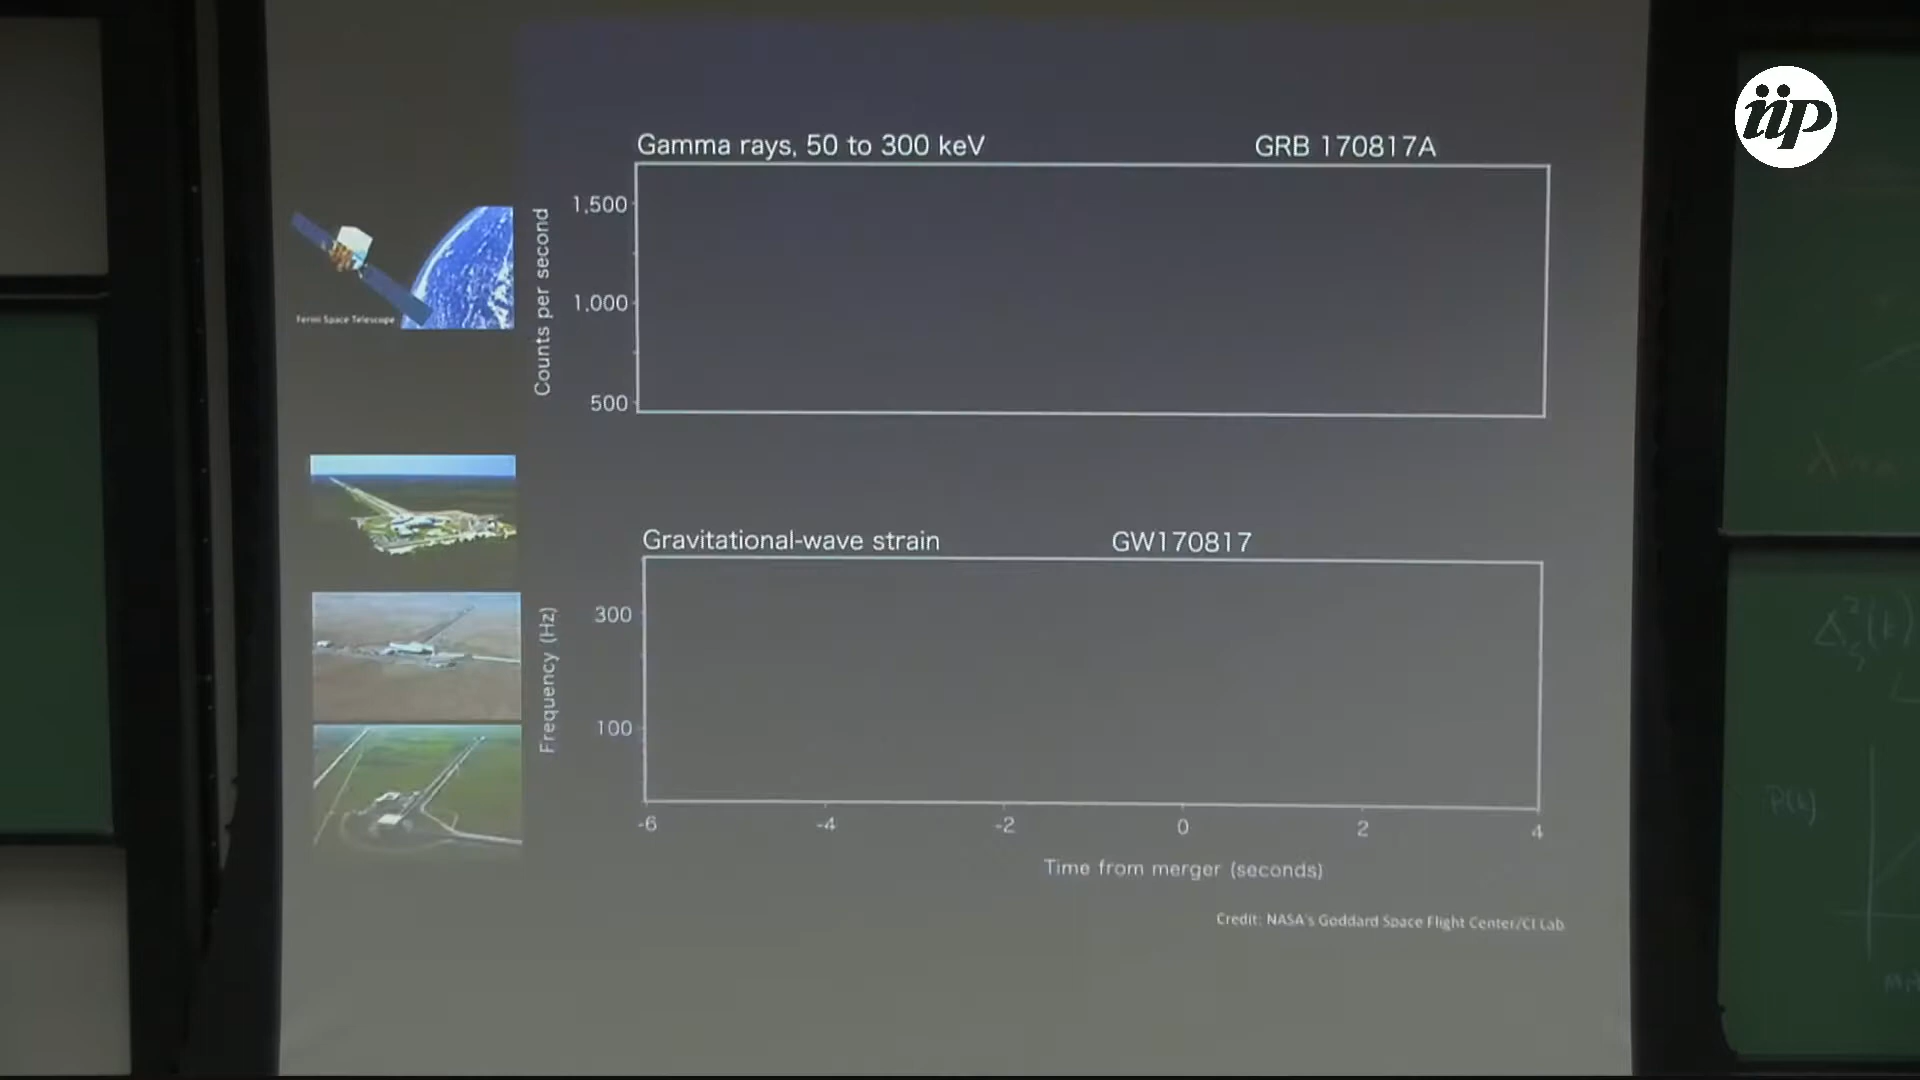 iip
Gamma rays, 50 to 300 keV
GRB 170817A
Counts per second
1,500
1,000
500
Fermi Space Telescope
Gravitational-wave strain
GW170817
Frequency (Hz)
300
100
-6 -4 -2 0 2 4
Time from merger (seconds)
Credit: NASA's Goddard Space Flight Center/CI Lab
P(k)